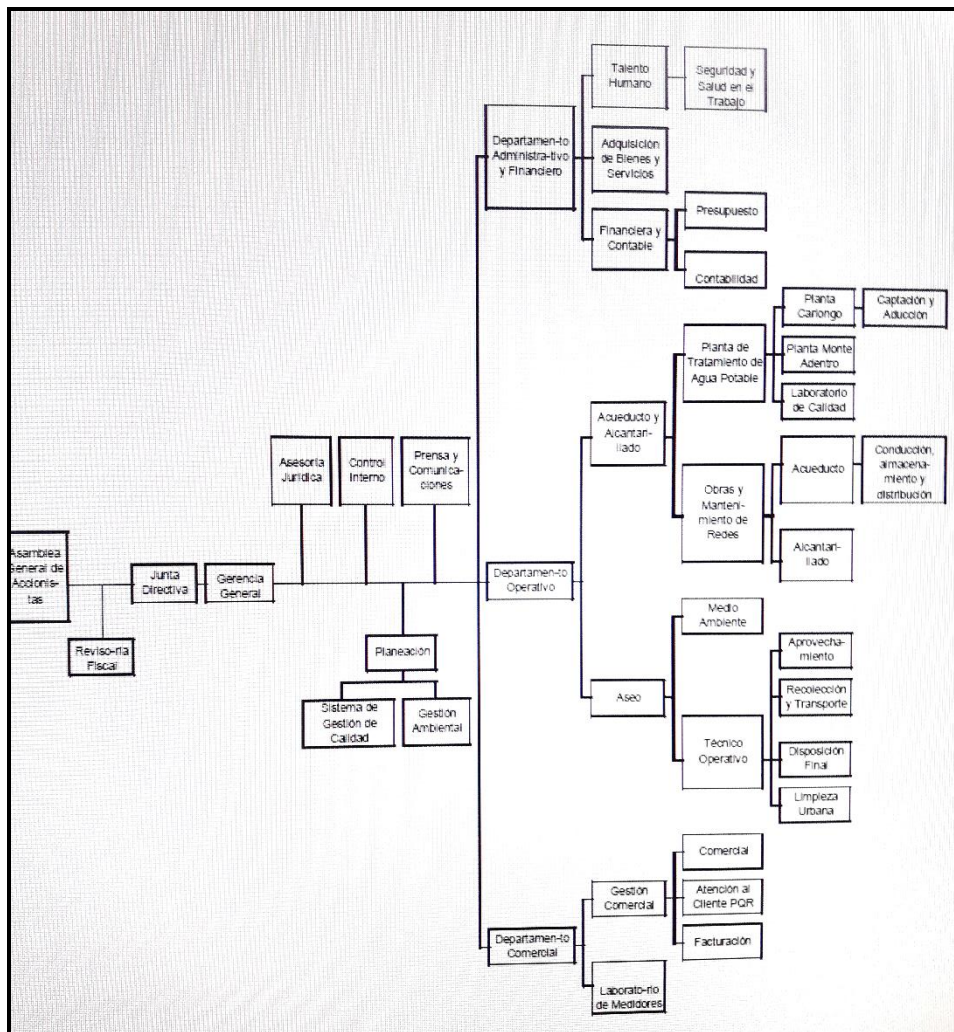 Talento
Humano
Seguridad y
Salud en el
Trabajo
Departamen-to
Administra-tivo
y Financiero
Adquisición
de Bienes y
Servicios
Financiera y
Contable
Presupuesto
Contabilidad
Planta
Cariongo
Captación y
Aducción
Planta de
Tratamiento de
Agua Potable
Planta Monte
Adentro
Laboratorio
de Calidad
Acueducto y
Alcantari-
llado
Obras y
Manteni-
miento de
Redes
Acueducto
Conducción,
almacena-
miento y
distribución
Alcantari-
llado
Asesoría
Jurídica
Control
Interno
Prensa y
Comunica-
ciones
Asamblea
General de
Accionis-
tas
Junta
Directiva
Gerencia
General
Departamen-to
Operativo
Reviso-ría
Fiscal
Planeación
Sistema de
Gestión de
Calidad
Gestión
Ambiental
Medio
Ambiente
Aseo
Técnico
Operativo
Aprovecha-
miento
Recolección
y Transporte
Disposición
Final
Limpieza
Urbana
Departamen-to
Comercial
Gestión
Comercial
Comercial
Atención al
Cliente PQR
Facturación
Laborato-rio
de Medidores